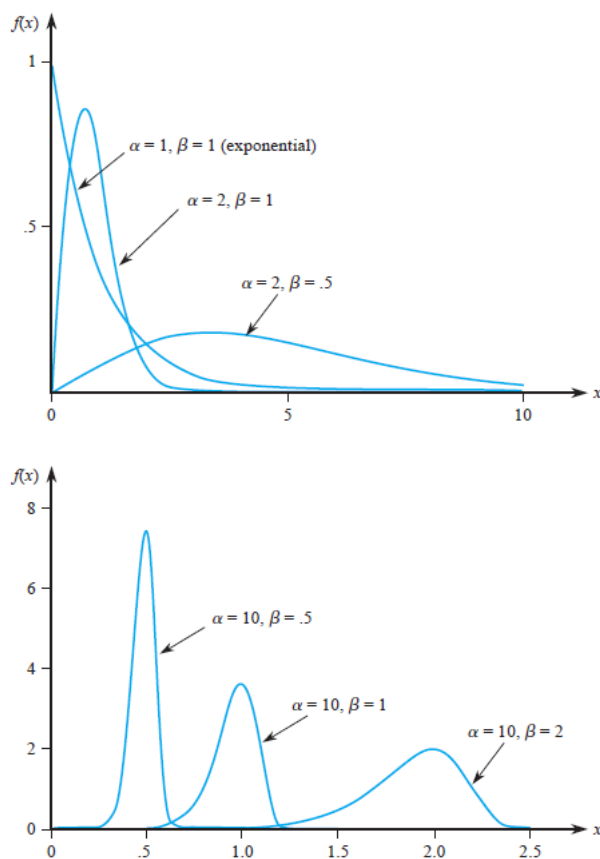 f(x)
1
α = 1, β = 1 (exponential)
α = 2, β = 1
.5
α = 2, β = .5
x
0
5
10
f(x)
8
6
α = 10, β = .5
4
α = 10, β = 1
α = 10, β = 2
2
0
x
0
.5
1.0
1.5
2.0
2.5